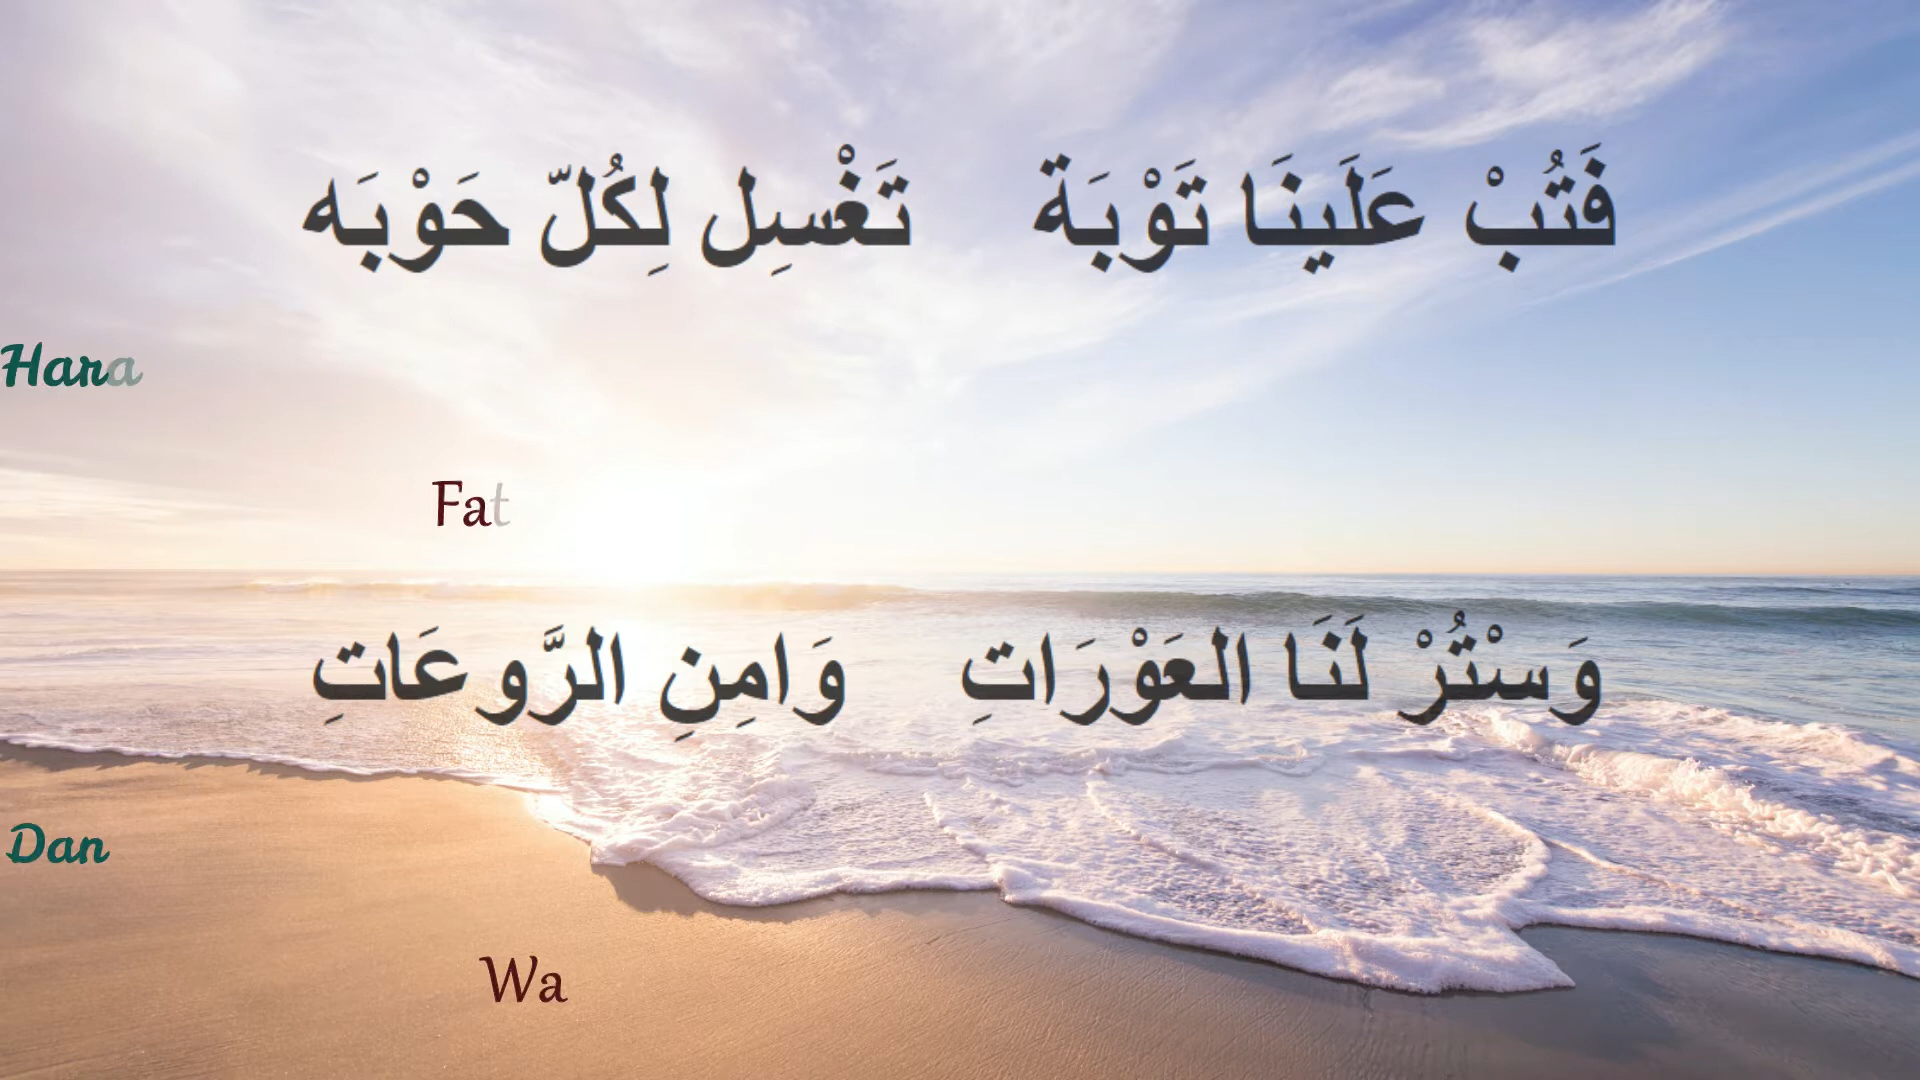 فَتُبْ عَلَينَا تَوْبَة تَغْسِل لِكُلّ حَوْبَه
Hara
Fat
وَسْتُرْ لَنَا العَوْرَاتِ وَامِنِ الرَّوعَاتِ
Dan
Wa